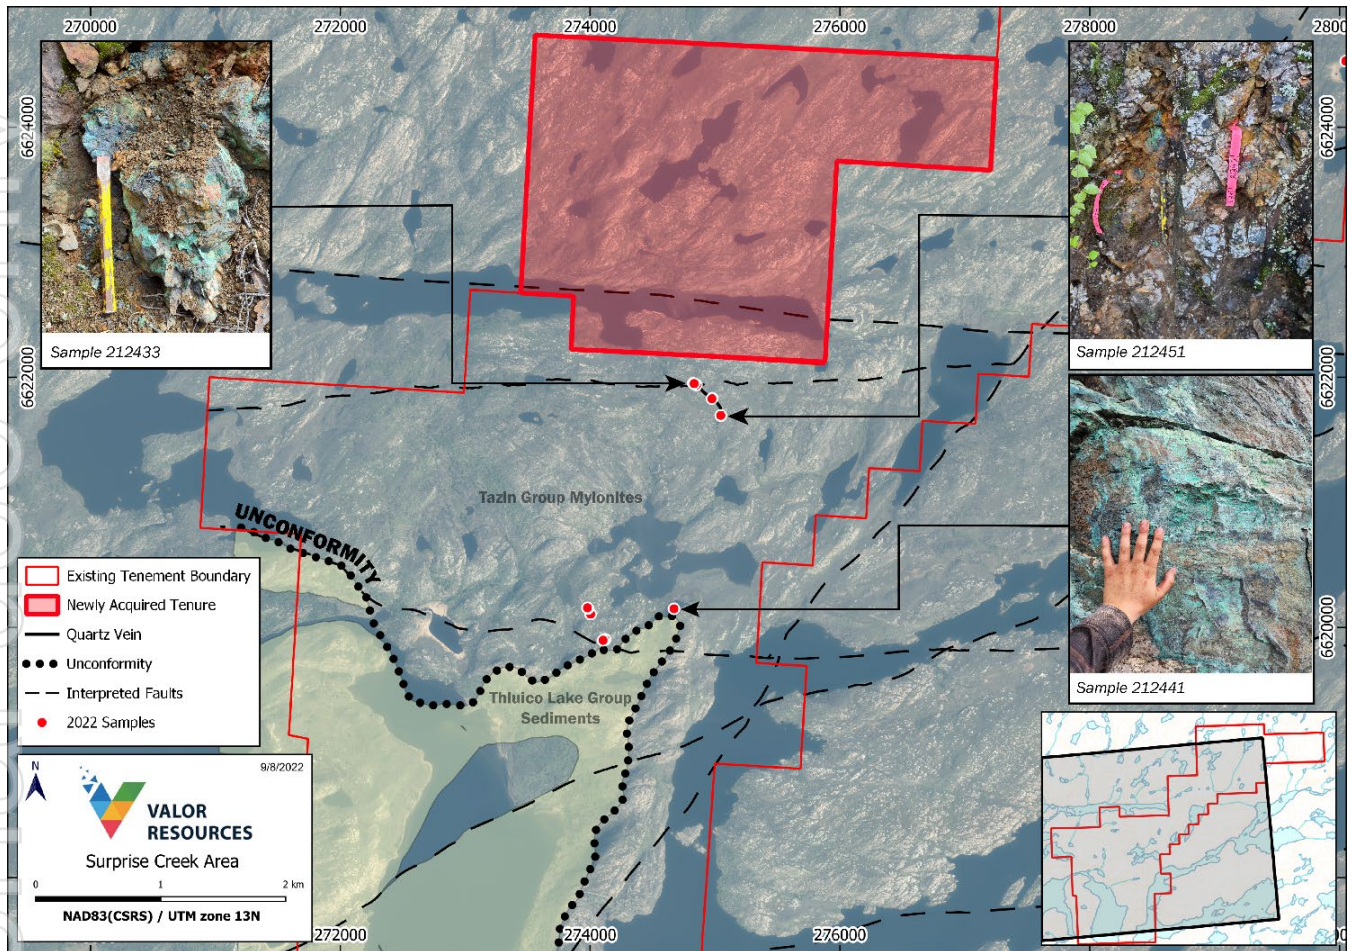 270000
272000
274000
276000
278000
6624000
6622000
6624000
6622000
6620000
Sample 212433
Sample 212451
Sample 212441
Tazin Group Mylonites
UNCONFORMITY
Thluico Lake Group
Sediments
Existing Tenement Boundary
Newly Acquired Tenure
Quartz Vein
Unconformity
Interpreted Faults
2022 Samples
N
9/8/2022
VALOR
RESOURCES
Surprise Creek Area
0 1 2 km
NAD83(CSRS) / UTM zone 13N
272000
274000
276000
278000